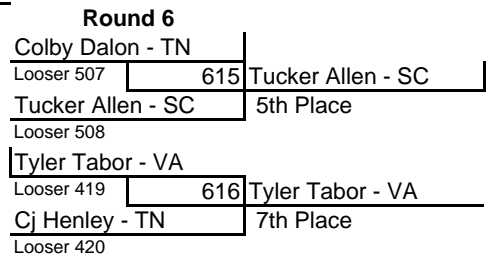 Round 6
Colby Dalon - TN
Looser 507
615 Tucker Allen - SC
Tucker Allen - SC
5th Place
Looser 508
Tyler Tabor - VA
Looser 419
616 Tyler Tabor - VA
Cj Henley - TN
7th Place
Looser 420